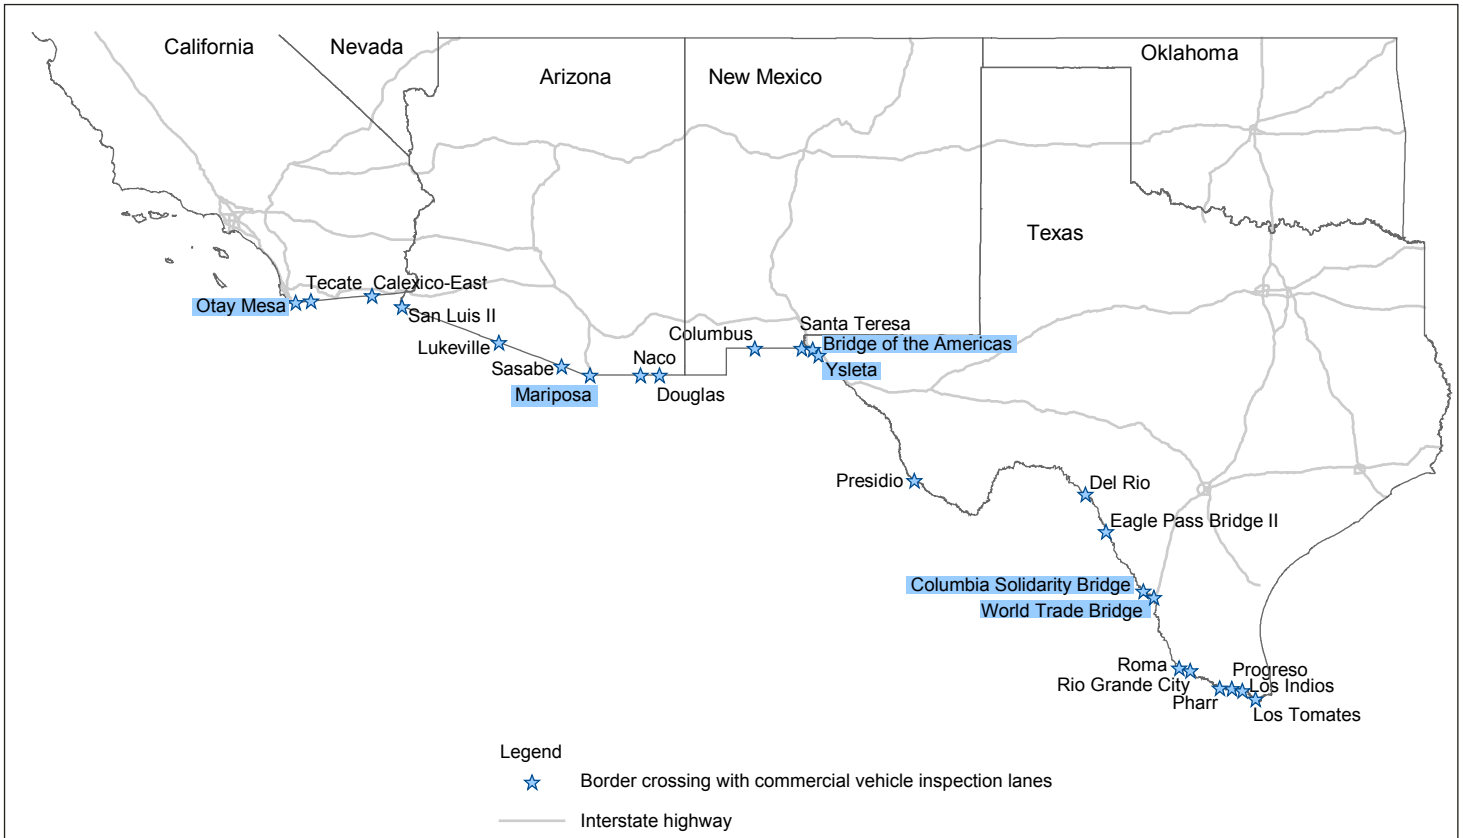 California
Nevada
Arizona
New Mexico
Oklahoma
Texas
Tecate
Calexico-East
Otay Mesa
San Luis II
Lukeville
Sasabe
Mariposa
Naco
Douglas
Columbus
Santa Teresa
Bridge of the Americas
Ysleta
Presidio
Del Rio
Eagle Pass Bridge II
Columbia Solidarity Bridge
World Trade Bridge
Roma
Rio Grande City
Pharr
Progreso
Los Indios
Los Tomates
Legend
Border crossing with commercial vehicle inspection lanes
Interstate highway